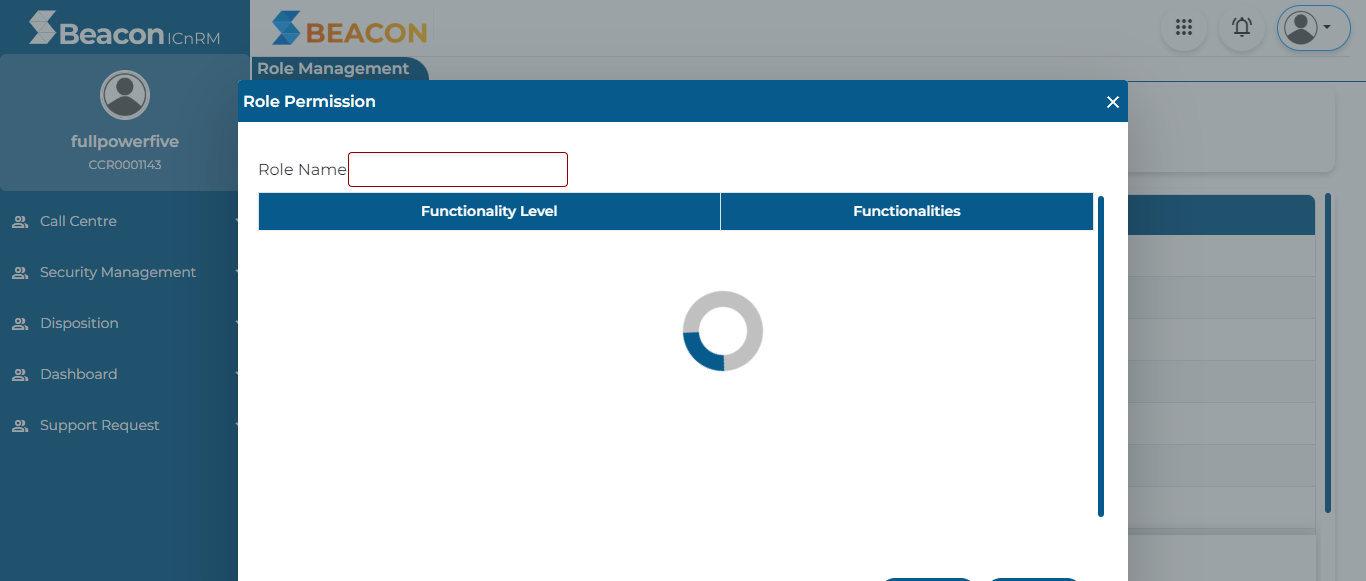 Beacon ICnRM
BEACON
Role Management
Role Permission
fullpowerfive
CCR0001143
Role Name
Functionality Level
Functionalities
Call Centre
Security Management
Disposition
Dashboard
Support Request